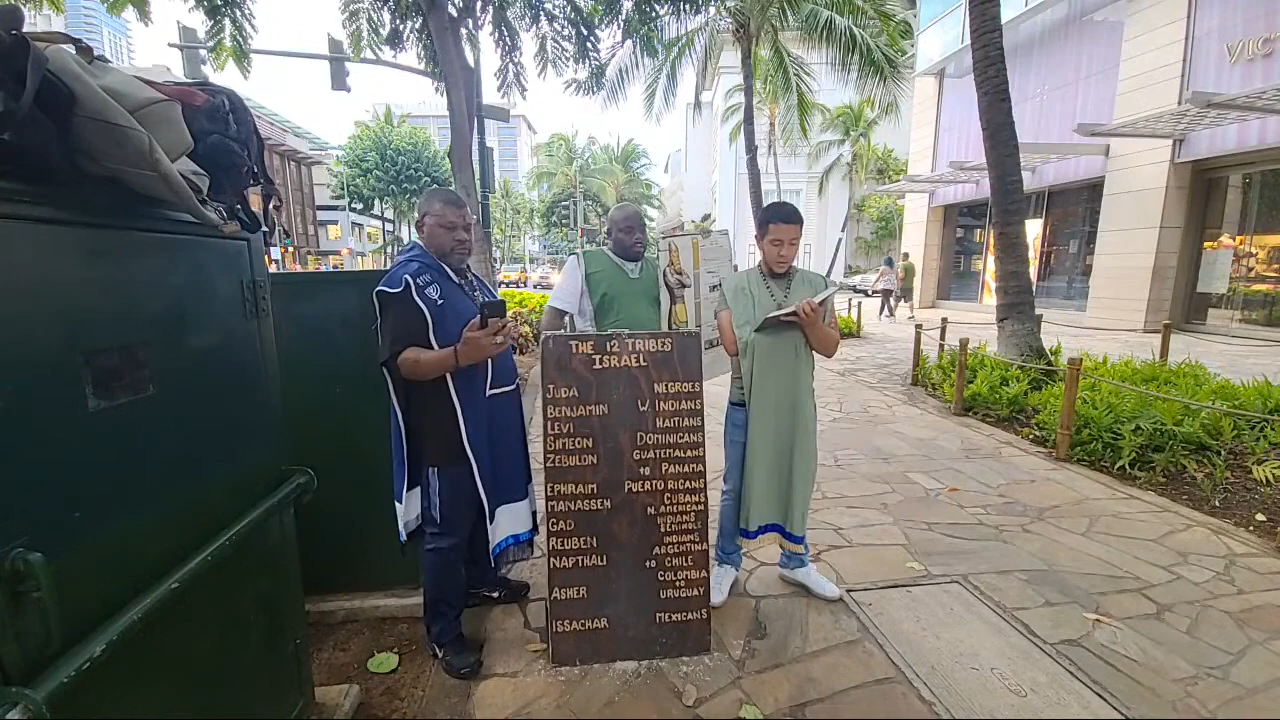 THE 12 TRIBES
ISRAEL
JUDA NEGROES
BENJAMIN W. INDIANS
LEVI HAITIANS
SIMEON DOMINICANS
ZEBULON GUATEMALANS
TO PANAMA
EPHRAIM PUERTO RICANS
MANASSEH CUBANS
GAD N. AMERICAN
INDIANS
REUBEN SEMINOLE
INDIANS
NAPTHALI ARGENTINA
TO CHILE
ASHER COLOMBIA
TO
URUGUAY
ISSACHAR MEXICANS
VICT